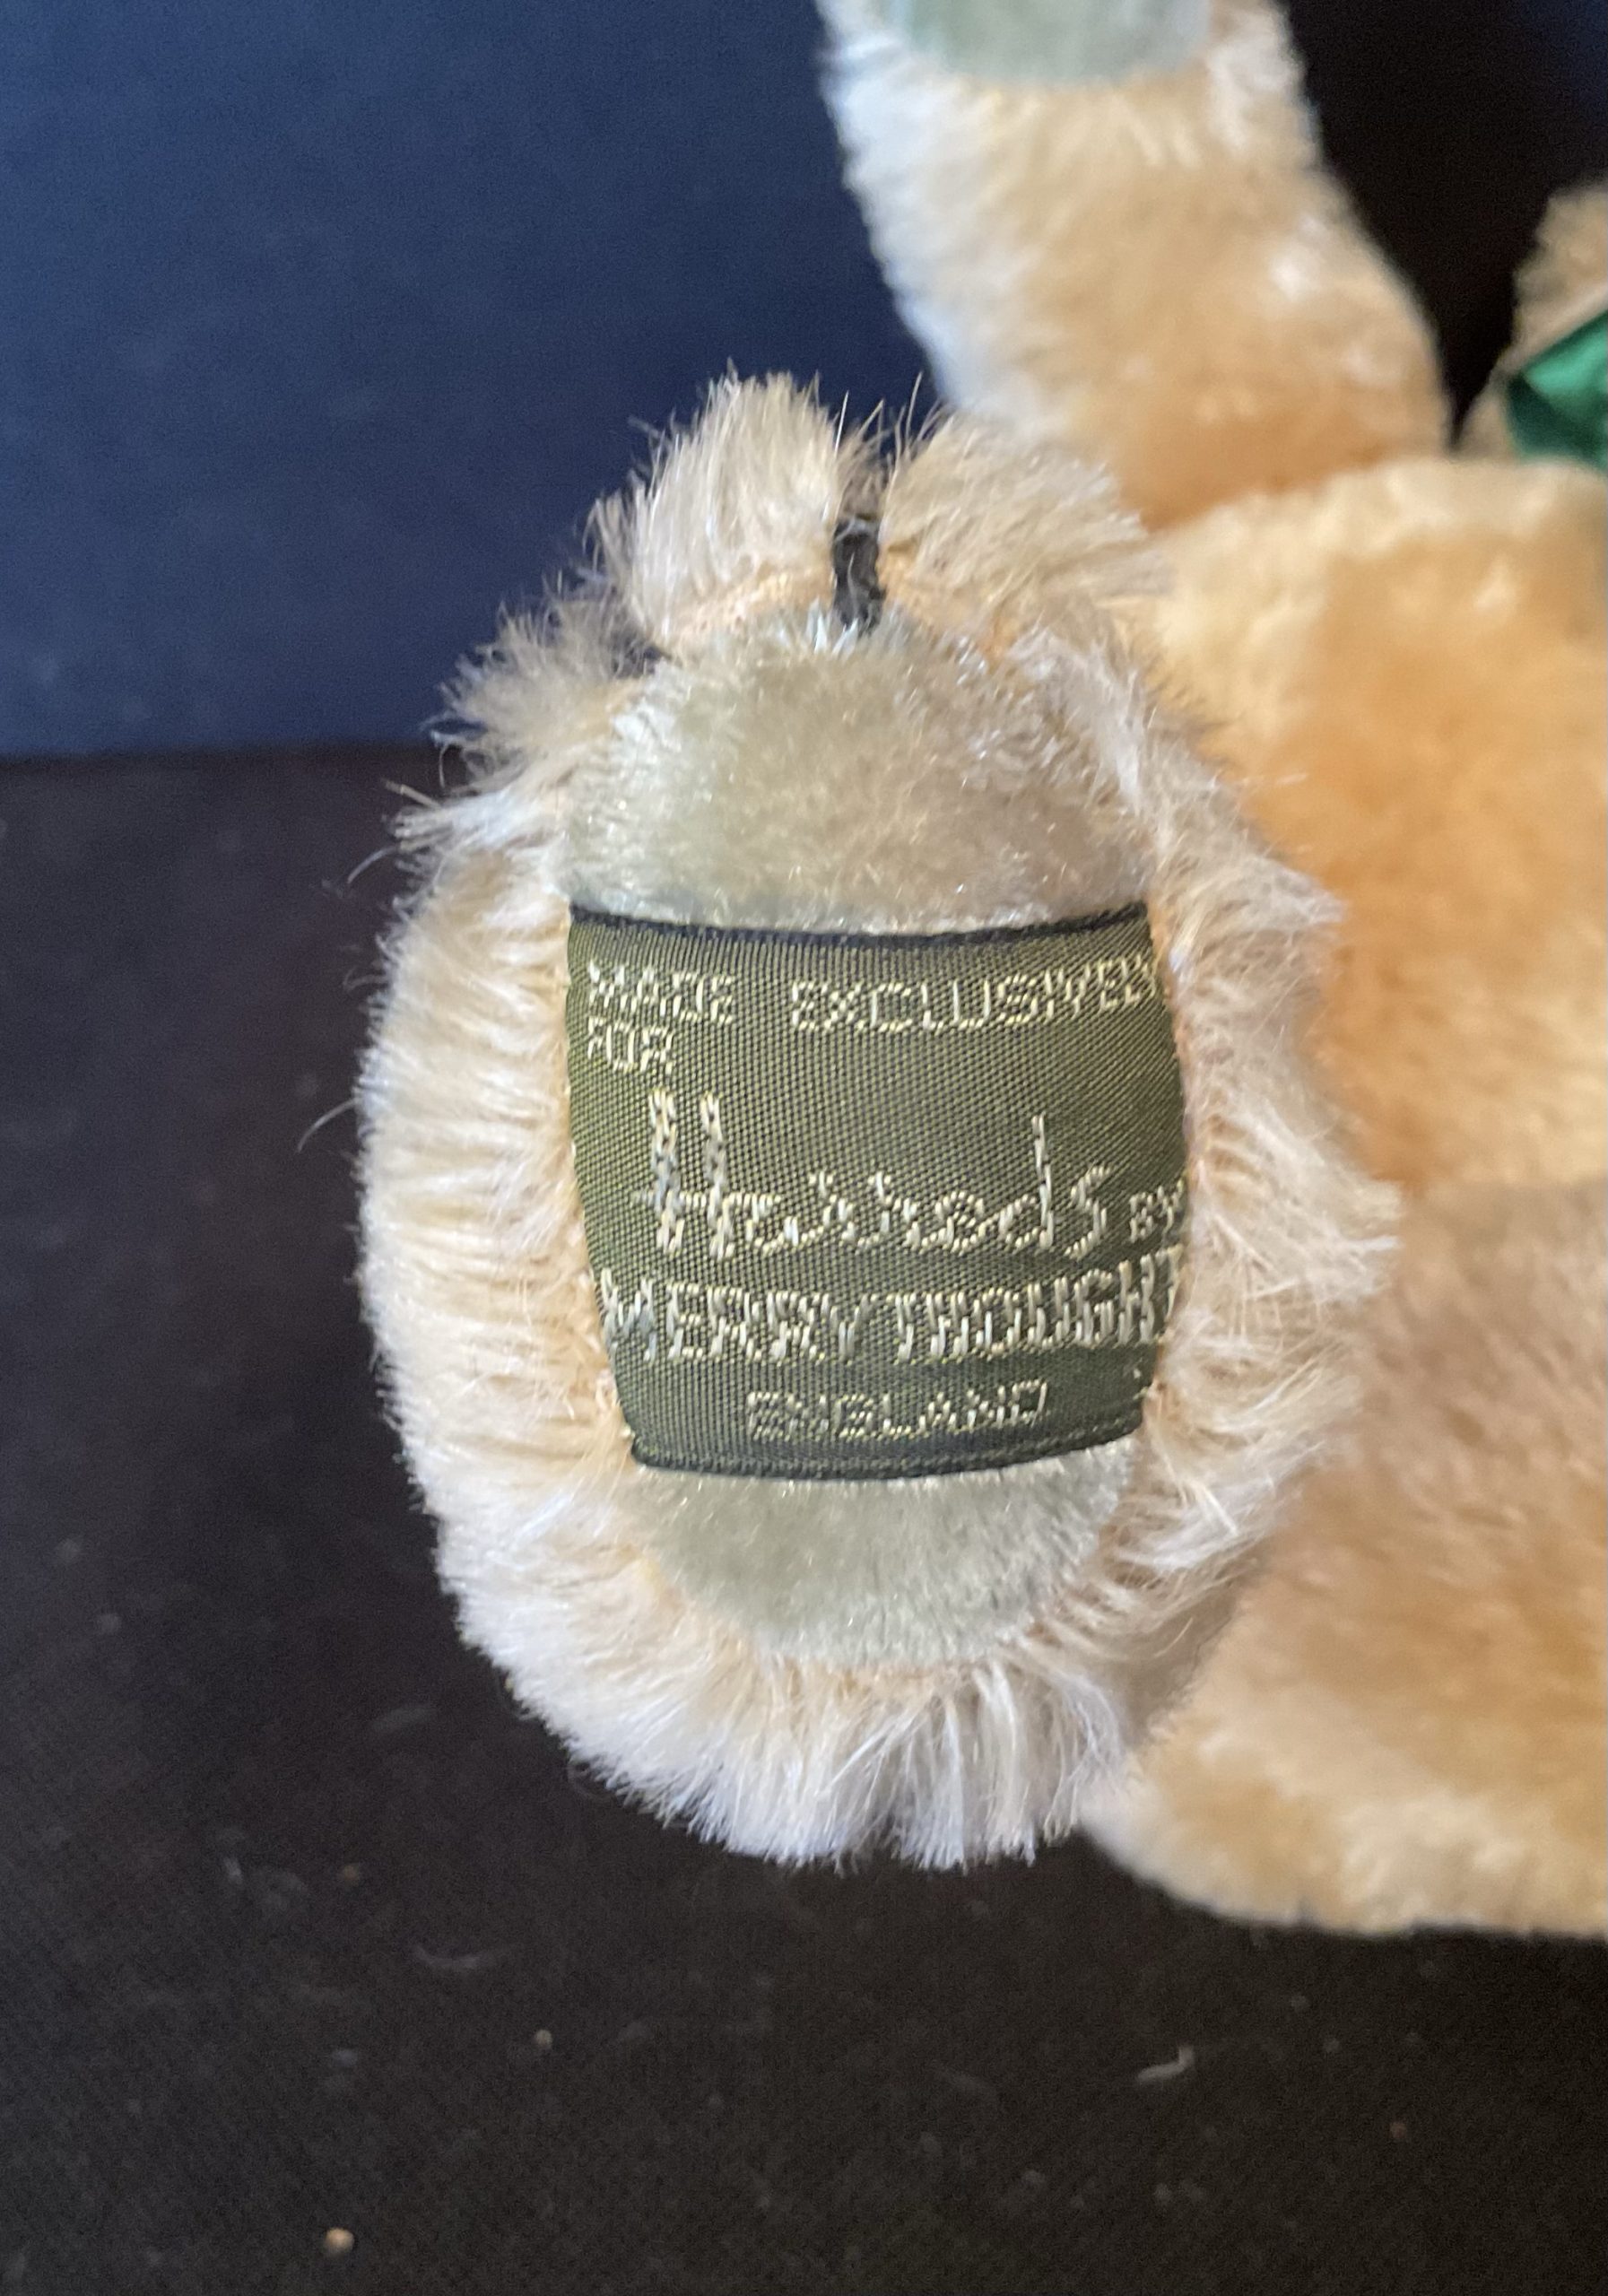 MADE EXCLUSIVELY
FOR
Harrods BY
MERRYTHOUGHT
ENGLAND